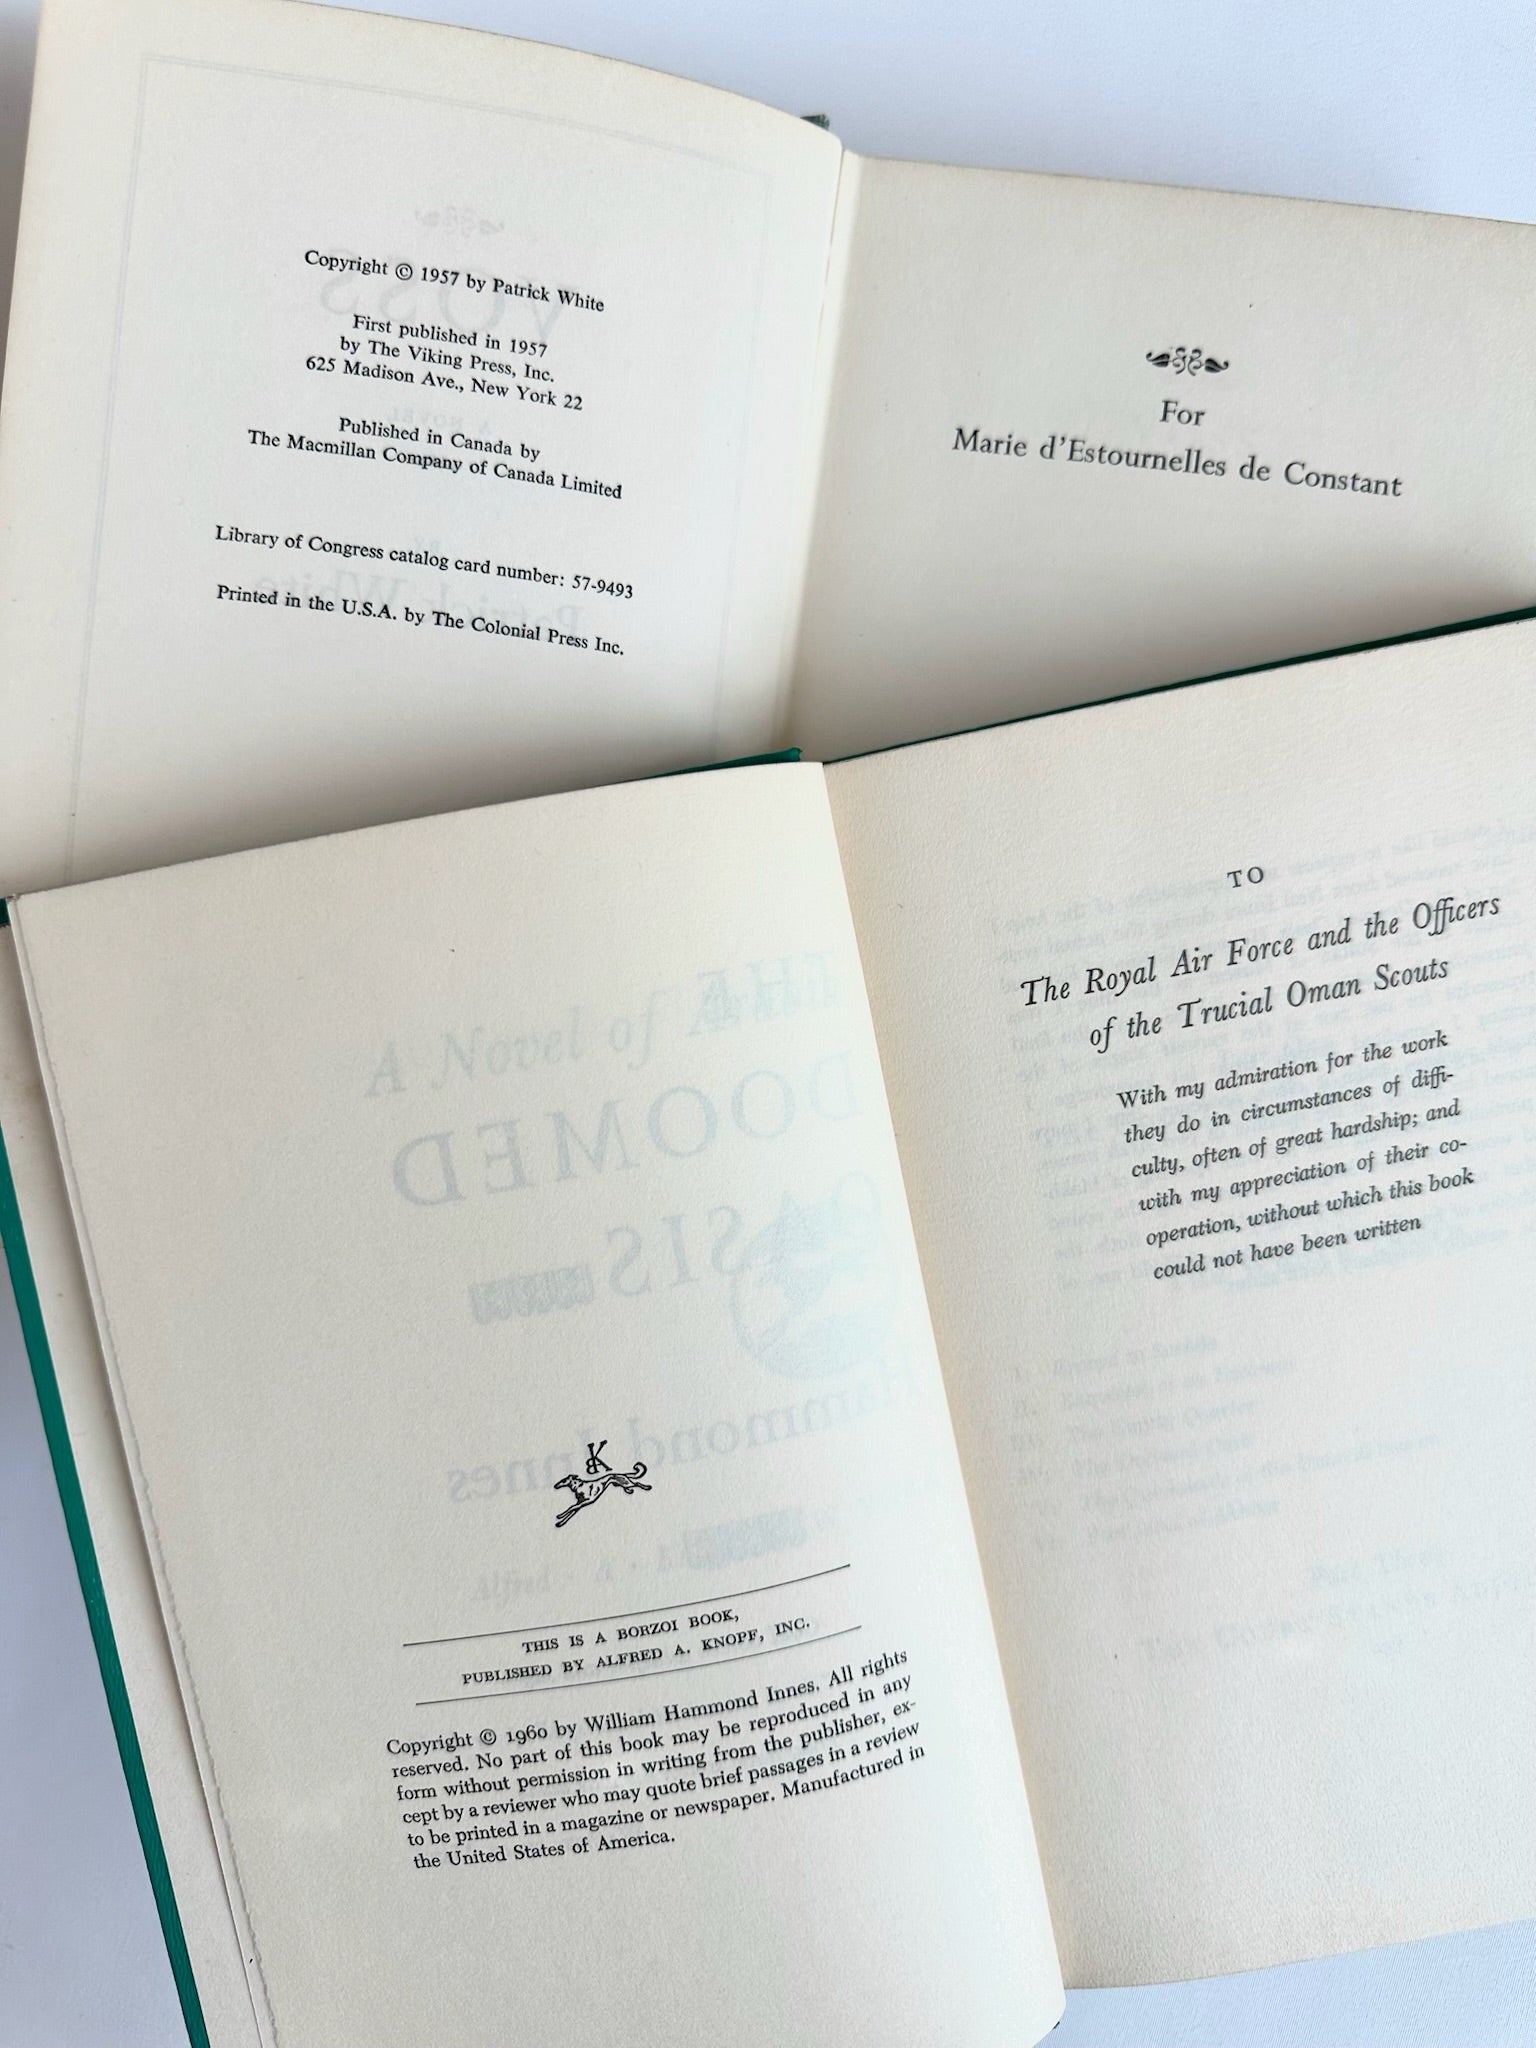 Copyright © 1957 by Patrick White
First published in 1957
by The Viking Press, Inc.
625 Madison Ave., New York 22
Published in Canada by
The Macmillan Company of Canada Limited
Library of Congress catalog card number: 57-9493
Printed in the U.S.A. by The Colonial Press Inc.
For
Marie d'Estournelles de Constant
TO
The Royal Air Force and the Officers
of the Trucial Oman Scouts
With my admiration for the work
they do in circumstances of diffi-
culty, often of great hardship; and
with my appreciation of their co-
operation, without which this book
could not have been written
THE
A Novel of
DOOMED
OASIS
Hammond Innes
BK
THIS IS A BORZOI BOOK,
PUBLISHED BY ALFRED A. KNOPF, INC.
Copyright © 1960 by William Hammond Innes. All rights
reserved. No part of this book may be reproduced in any
form without permission in writing from the publisher, ex-
cept by a reviewer who may quote brief passages in a review
to be printed in a magazine or newspaper. Manufactured in
the United States of America.